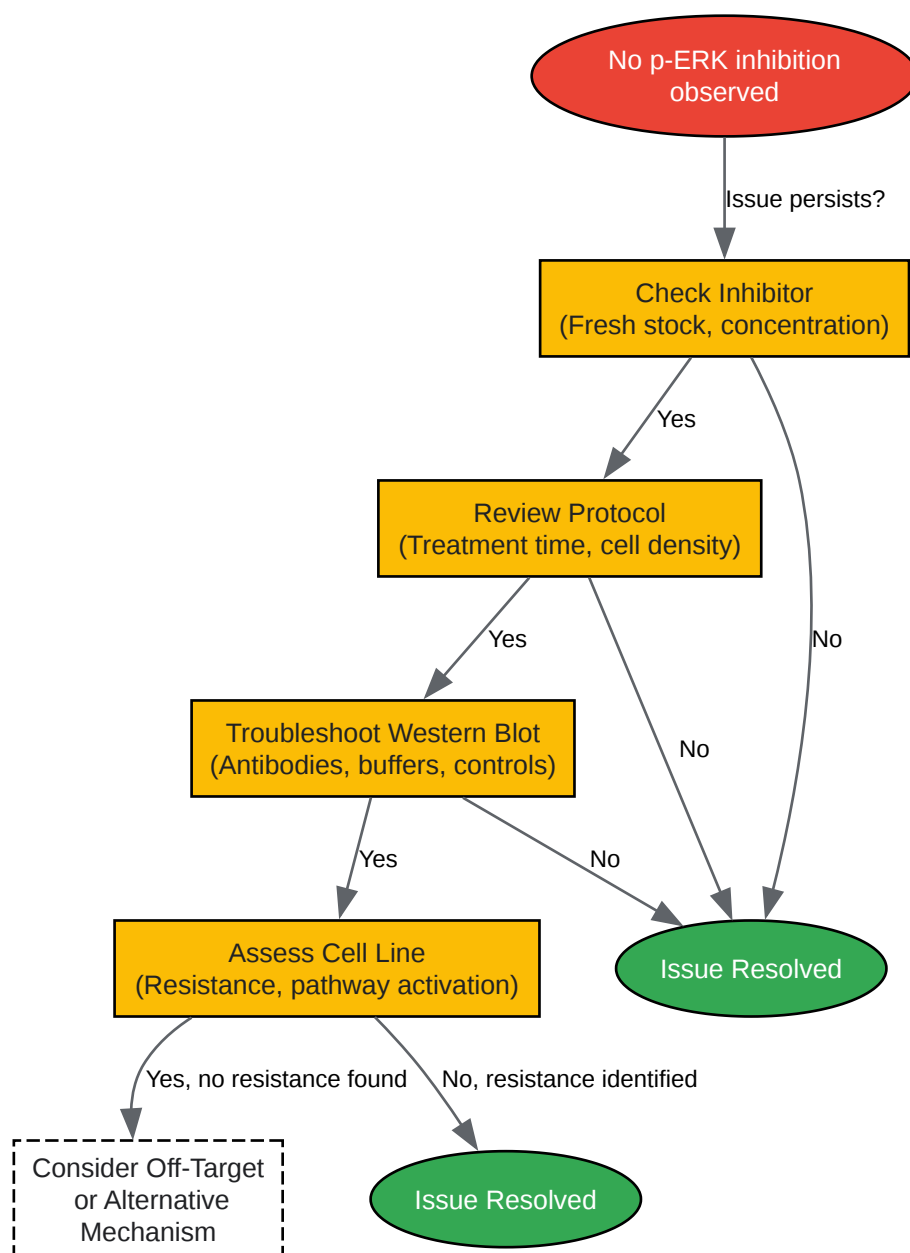 No p-ERK inhibition
observed
Issue persists?
Check Inhibitor
(Fresh stock, concentration)
Yes
Review Protocol
(Treatment time, cell density)
Yes
No
Troubleshoot Western Blot
(Antibodies, buffers, controls)
No
Yes
No
Assess Cell Line
(Resistance, pathway activation)
Issue Resolved
Yes, no resistance found
No, resistance identified
Consider Off-Target
or Alternative
Mechanism
Issue Resolved